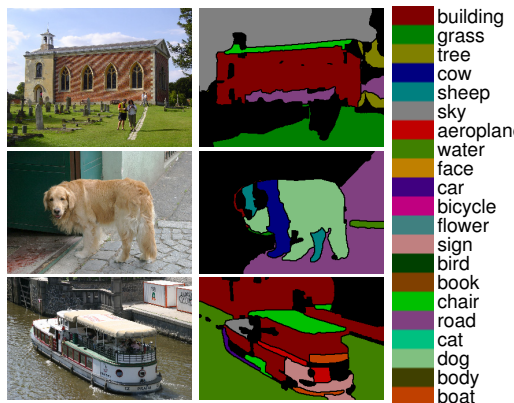 building
grass
tree
cow
sheep
sky
aeroplan
water
face
car
bicycle
flower
sign
bird
book
chair
road
cat
dog
body
boat